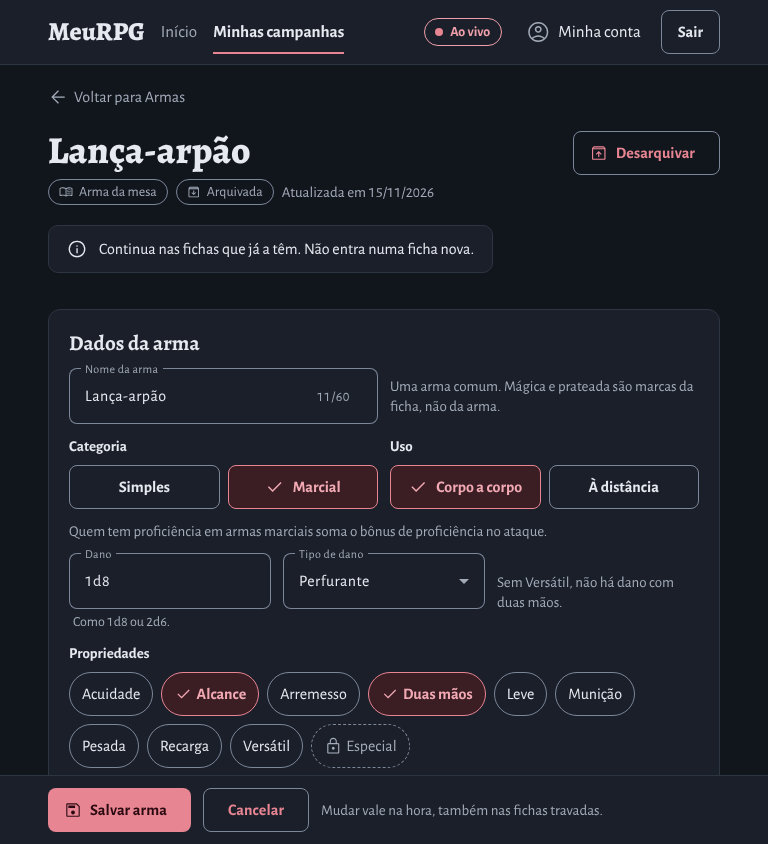 MeuRPG Início Minhas campanhas Ao vivo Minha conta Sair
Voltar para Armas
Lança-arpão
Desarquivar
Arma da mesa Arquivada Atualizada em 15/11/2026
Continua nas fichas que já a têm. Não entra numa ficha nova.
Dados da arma
Nome da arma
Lança-arpão 11/60
Uma arma comum. Mágica e prateada são marcas da
ficha, não da arma.
Categoria Uso
Simples Marcial Corpo a corpo À distância
Quem tem proficiência em armas marciais soma o bônus de proficiência no ataque.
Dano Tipo de dano
1d8 Perfurante
Sem Versátil, não há dano com
duas mãos.
Como 1d8 ou 2d6.
Propriedades
Acuidade Alcance Arremesso Duas mãos Leve Munição
Pesada Recarga Versátil Especial
Salvar arma Cancelar Mudar vale na hora, também nas fichas travadas.